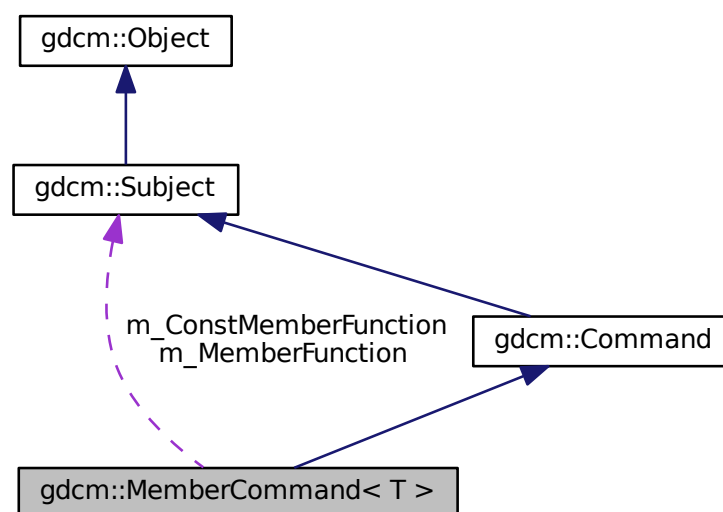 gdcm::Object
gdcm::Subject
m_ConstMemberFunction
m_MemberFunction
gdcm::Command
gdcm::MemberCommand< T >